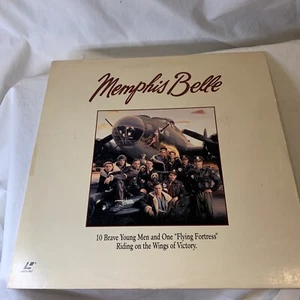 Memphis Belle
10 Brave Young Men and One "Flying Fortress"
Riding on the Wings of Victory.